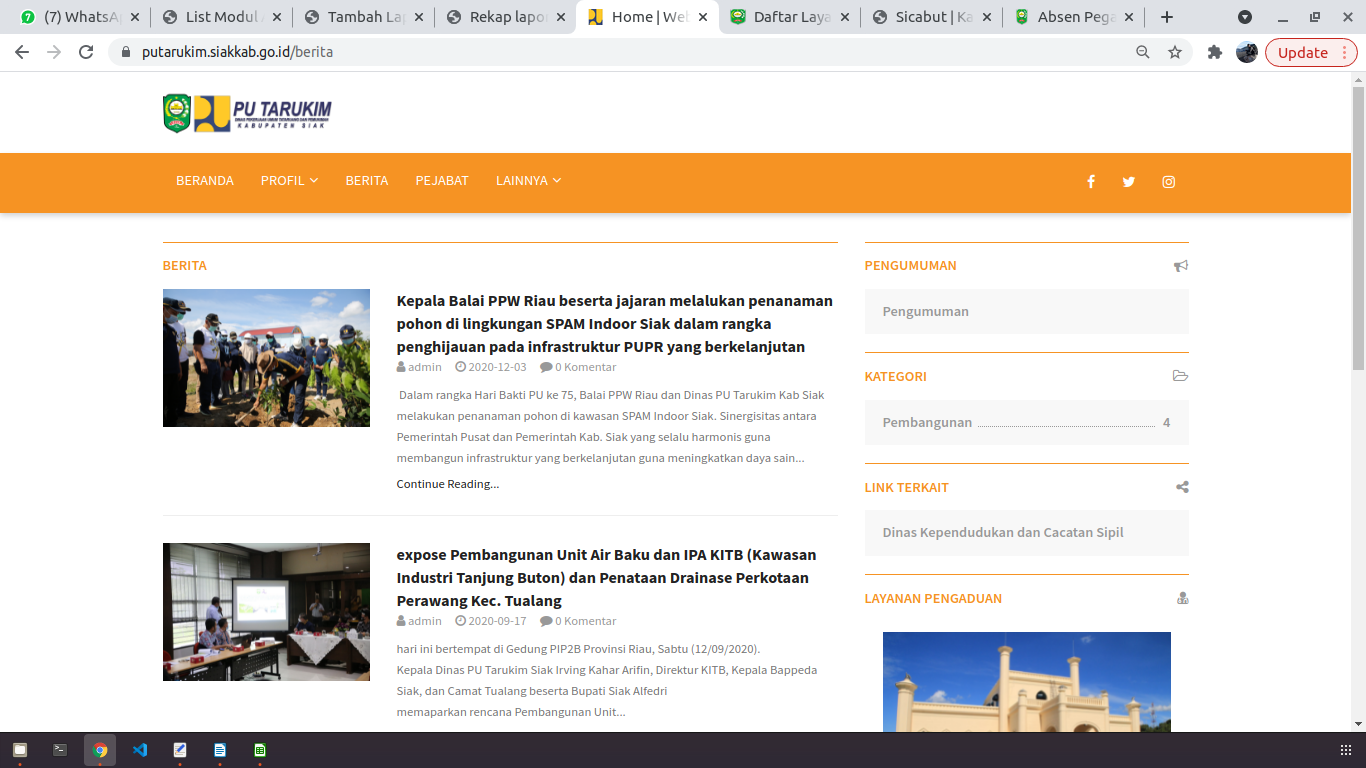 (7) WhatsA
List Modul
Tambah La
Rekap lapo
Home | Web
Daftar Laya
Sicabut | Ka
Absen Pega
putarukim.siakkab.go.id/berita
Update
PU TARUKIM
DINAS PEKERJAAN UMUM TATARUANG DAN PERMUKIMAN
KABUPATEN SIAK
BERANDA
PROFIL
BERITA
PEJABAT
LAINNYA
BERITA
Kepala Balai PPW Riau beserta jajaran melalukan penanaman
pohon di lingkungan SPAM Indoor Siak dalam rangka
penghijauan pada infrastruktur PUPR yang berkelanjutan
admin 2020-12-03 0 Komentar
Dalam rangka Hari Bakti PU ke 75, Balai PPW Riau dan Dinas PU Tarukim Kab Siak
melakukan penanaman pohon di kawasan SPAM Indoor Siak. Sinergisitas antara
Pemerintah Pusat dan Pemerintah Kab. Siak yang selalu harmonis guna
membangun infrastruktur yang berkelanjutan guna meningkatkan daya sain...
Continue Reading...
expose Pembangunan Unit Air Baku dan IPA KITB (Kawasan
Industri Tanjung Buton) dan Penataan Drainase Perkotaan
Perawang Kec. Tualang
admin 2020-09-17 0 Komentar
hari ini bertempat di Gedung PIP2B Provinsi Riau, Sabtu (12/09/2020).
Kepala Dinas PU Tarukim Siak Irving Kahar Arifin, Direktur KITB, Kepala Bappeda
Siak, dan Camat Tualang beserta Bupati Siak Alfedri
memaparkan rencana Pembangunan Unit...
PENGUMUMAN
Pengumuman
KATEGORI
Pembangunan 4
LINK TERKAIT
Dinas Kependudukan dan Cacatan Sipil
LAYANAN PENGADUAN